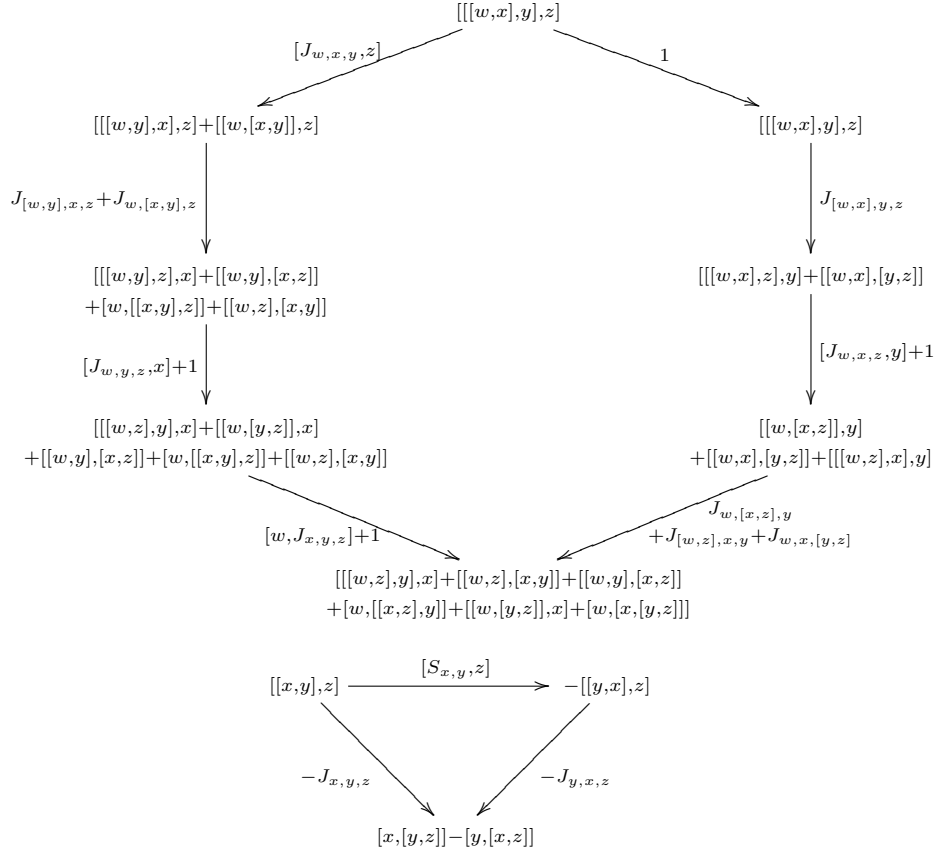 [[[w,x],y],z]
[J_{w,x,y},z]
1
[[[w,y],x],z]+[[w,[x,y]],z]
[[[w,x],y],z]
J_{[w,y],x,z}+J_{w,[x,y],z}
J_{[w,x],y,z}
[[[w,y],z],x]+[[w,y],[x,z]]
+[w,[[x,y],z]]+[[w,z],[x,y]]
[[[w,x],z],y]+[[w,x],[y,z]]
[J_{w,y,z},x]+1
[J_{w,x,z},y]+1
[[[w,z],y],x]+[[w,[y,z]],x]
+[[w,y],[x,z]]+[w,[[x,y],z]]+[[w,z],[x,y]]
[[w,[x,z]],y]
+[[w,x],[y,z]]+[[[w,z],x],y]
[w,J_{x,y,z}]+1
J_{w,[x,z],y}
+J_{[w,z],x,y}+J_{w,x,[y,z]}
[[[w,z],y],x]+[[w,z],[x,y]]+[[w,y],[x,z]]
+[w,[[x,z],y]]+[[w,[y,z]],x]+[w,[x,[y,z]]]
[S_{x,y},z]
[[x,y],z]
−[[y,x],z]
−J_{x,y,z}
−J_{y,x,z}
[x,[y,z]]−[y,[x,z]]